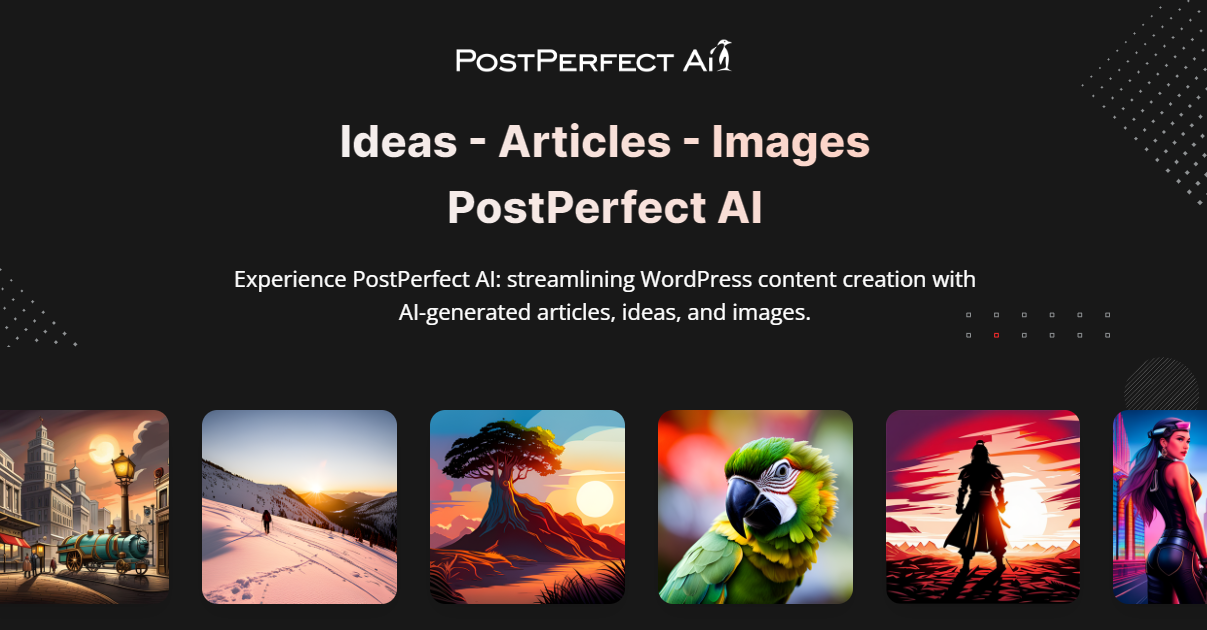 PostPerfect Ai
Ideas - Articles - Images
PostPerfect AI
Experience PostPerfect AI: streamlining WordPress content creation with
AI-generated articles, ideas, and images.